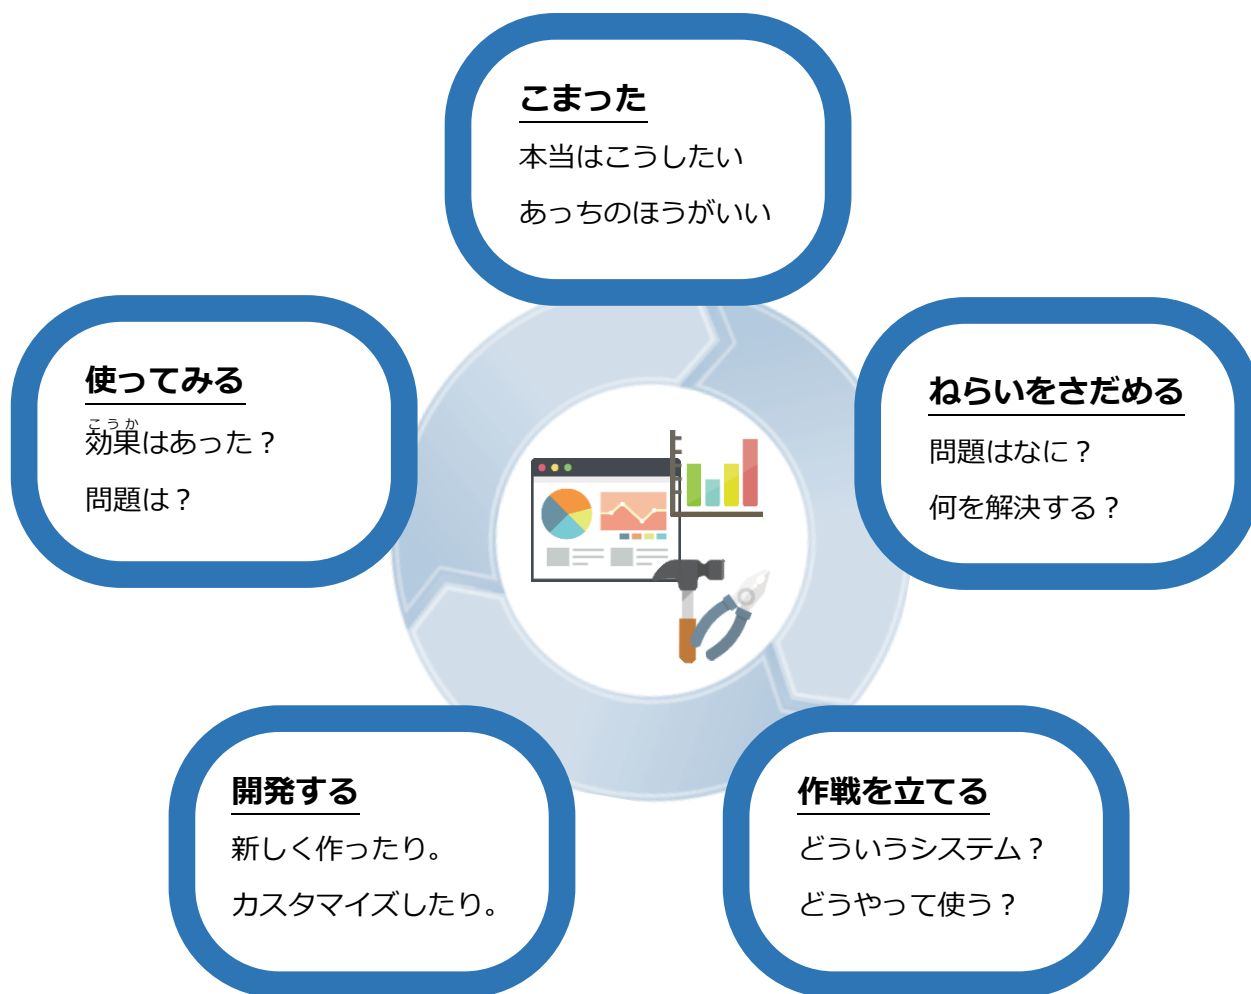 こまった
本当はこうしたい
あっちのほうがいい
ねらいをさだめる
問題はなに？
何を解決する？
作戦を立てる
どういうシステム？
どうやって使う？
開発する
新しく作ったり。
カスタマイズしたり。
使ってみる
こうか
効果はあった？
問題は？